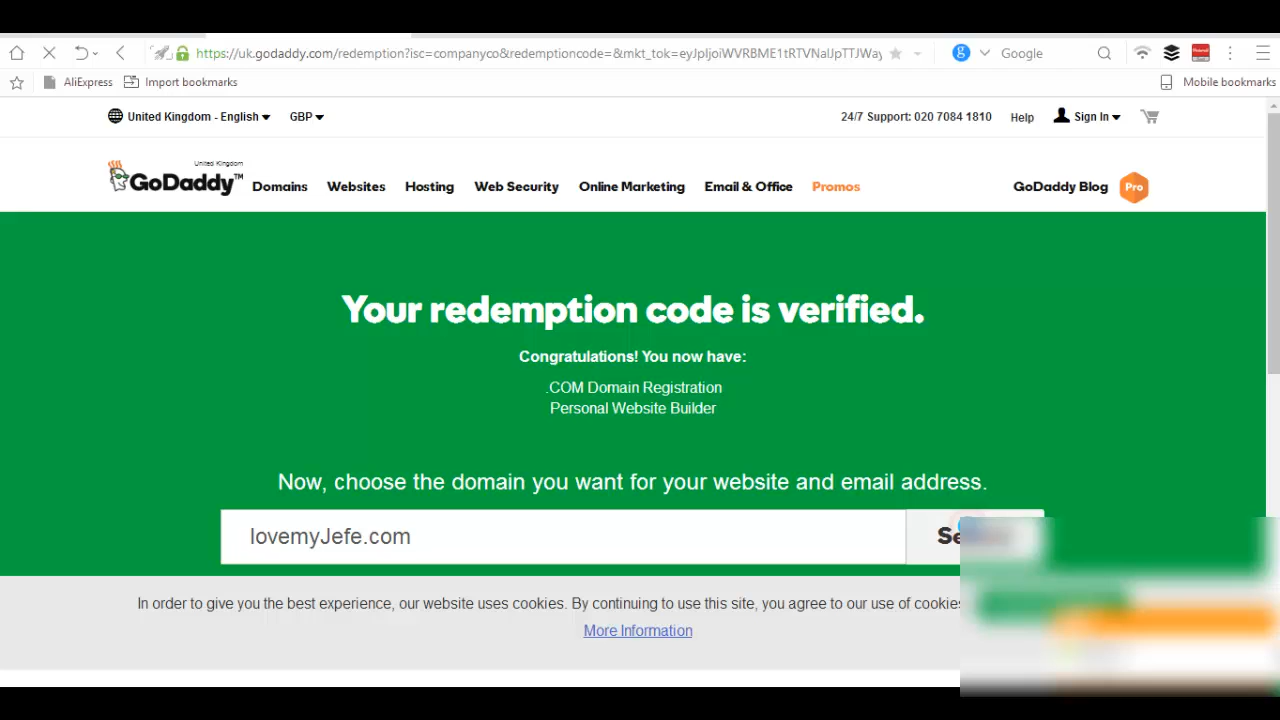 https://uk.godaddy.com/redemption?isc=companyco&redemptioncode=&mkt_tok=eyJpIjoiWVRBME1tRTVNalJpTTJWay
Google
AliExpress Import bookmarks Mobile bookmarks
United Kingdom - English GBP 24/7 Support: 020 7084 1810 Help Sign In
United Kingdom
GoDaddy™ Domains Websites Hosting Web Security Online Marketing Email & Office Promos GoDaddy Blog Pro
Your redemption code is verified.
Congratulations! You now have:
.COM Domain Registration
Personal Website Builder
Now, choose the domain you want for your website and email address.
lovemyJefe.com
In order to give you the best experience, our website uses cookies. By continuing to use this site, you agree to our use of cookies
More Information